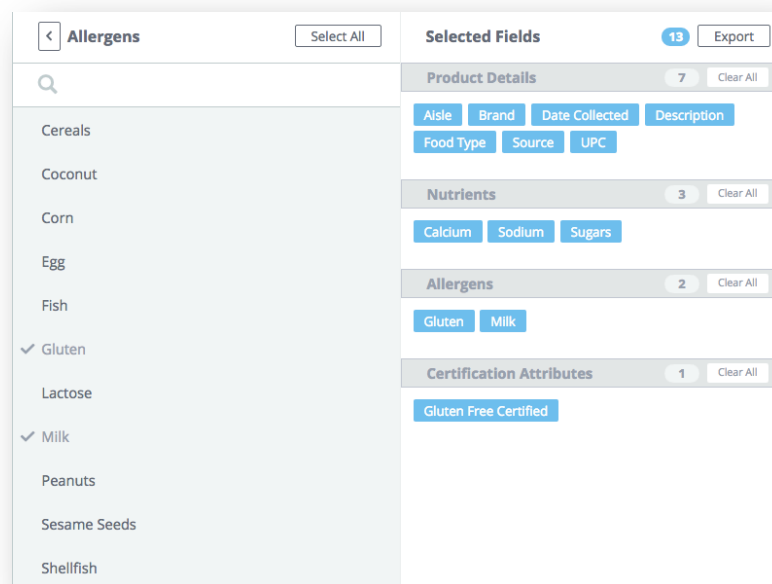 Allergens
Select All
Cereals
Coconut
Corn
Egg
Fish
Gluten
Lactose
Milk
Peanuts
Sesame Seeds
Shellfish
Selected Fields 13 Export
Product Details 7 Clear All
Aisle Brand Date Collected Description
Food Type Source UPC
Nutrients 3 Clear All
Calcium Sodium Sugars
Allergens 2 Clear All
Gluten Milk
Certification Attributes 1 Clear All
Gluten Free Certified